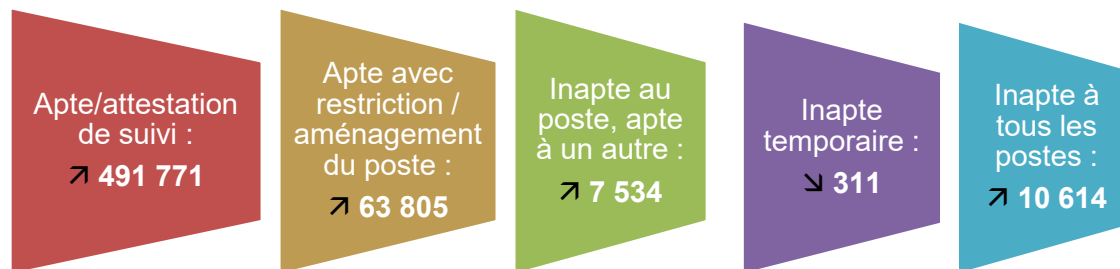 Apte/attestation
de suivi :
↗ 491 771
Apte avec
restriction /
aménagement
du poste :
↗ 63 805
Inapte au
poste, apte
à un autre :
↗ 7 534
Inapte
temporaire :
↘ 311
Inapte à
tous les
postes :
↗ 10 614